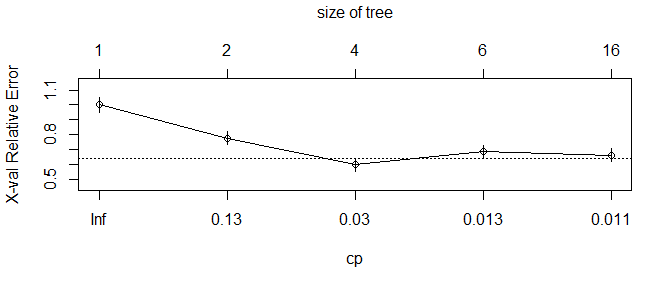 size of tree
1 2 4 6 16
X-val Relative Error
1.1
0.8
0.5
Inf 0.13 0.03 0.013 0.011
cp